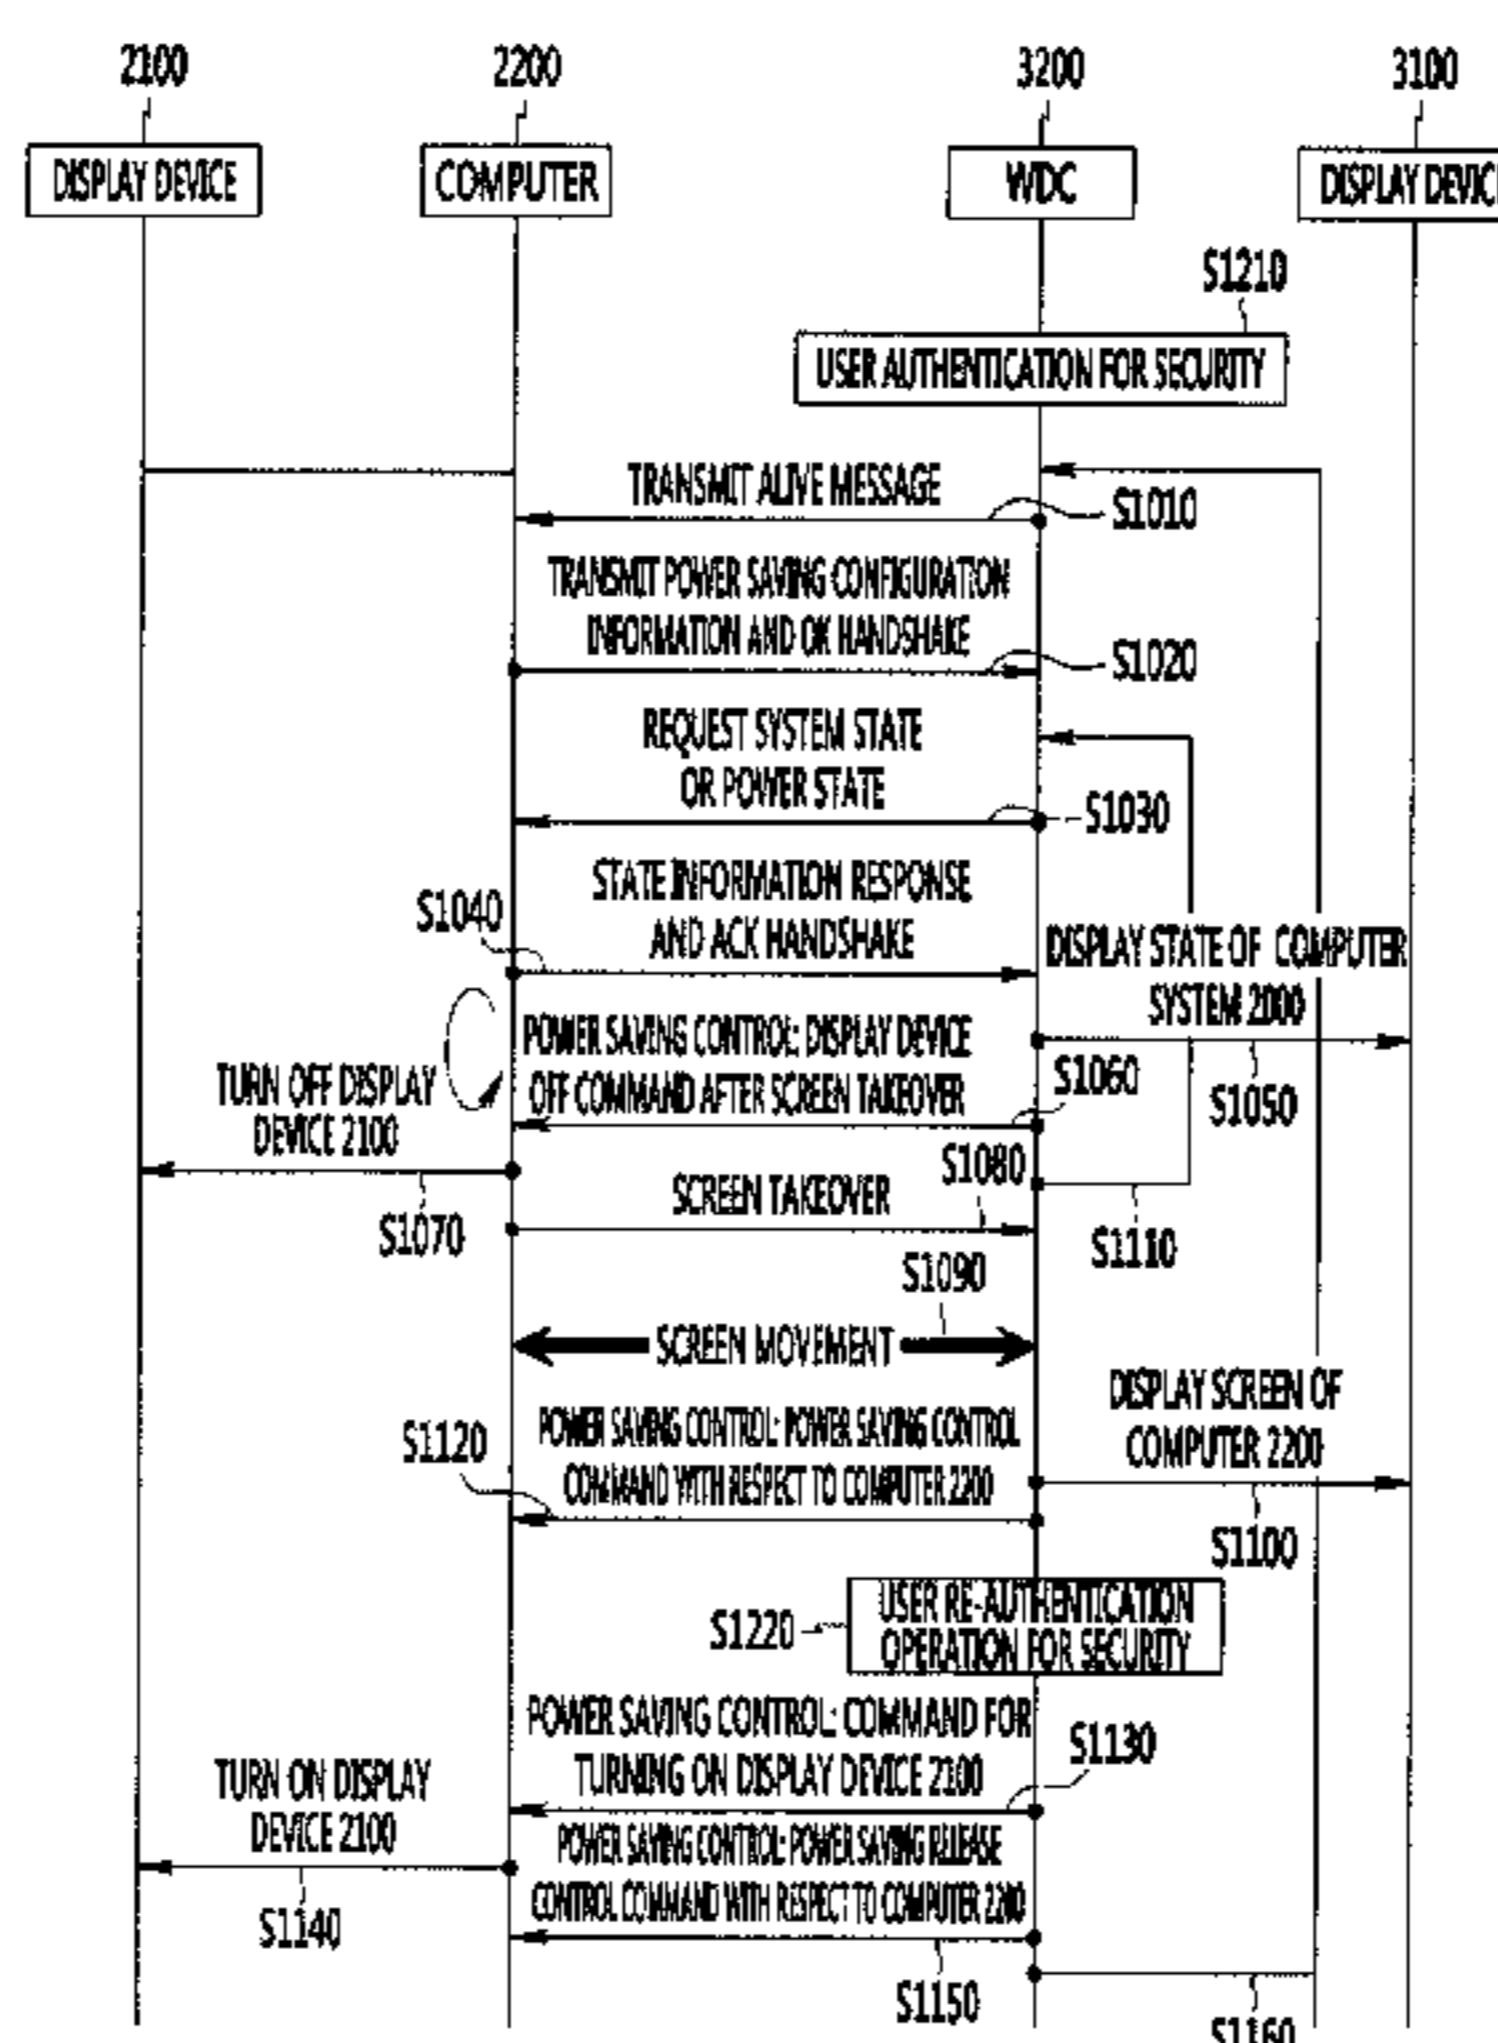 2100
2200
3200
3100
DISPLAY DEVICE
COMPUTER
WDC
DISPLAY DEVICE
S1210
USER AUTHENTICATION FOR SECURITY
TRANSMIT ALIVE MESSAGE
S1010
TRANSMIT POWER SAVING CONFIGURATION
INFORMATION AND OK HANDSHAKE
S1020
REQUEST SYSTEM STATE
OR POWER STATE
S1030
STATE INFORMATION RESPONSE
AND ACK HANDSHAKE
S1040
DISPLAY STATE OF COMPUTER
SYSTEM 2000
S1050
POWER SAVING CONTROL: DISPLAY DEVICE
OFF COMMAND AFTER SCREEN TAKEOVER
S1060
TURN OFF DISPLAY
DEVICE 2100
S1070
SCREEN TAKEOVER
S1080
S1110
S1090
SCREEN MOVEMENT
DISPLAY SCREEN OF
COMPUTER 2200
S1100
POWER SAVING CONTROL: POWER SAVING CONTROL
COMMAND WITH RESPECT TO COMPUTER 2200
S1120
USER RE-AUTHENTICATION
OPERATION FOR SECURITY
S1220
POWER SAVING CONTROL: COMMAND FOR
TURNING ON DISPLAY DEVICE 2100
S1130
TURN ON DISPLAY
DEVICE 2100
S1140
POWER SAVING CONTROL: POWER SAVING RELEASE
CONTROL COMMAND WITH RESPECT TO COMPUTER 2200
S1150
S1160